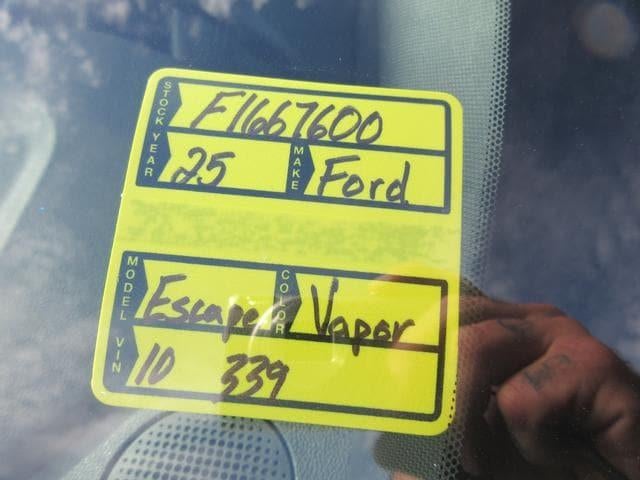 STOCK F1667600
YEAR 25 MAKE Ford
MODEL Escape COLOR Vapor
VIN 10 339